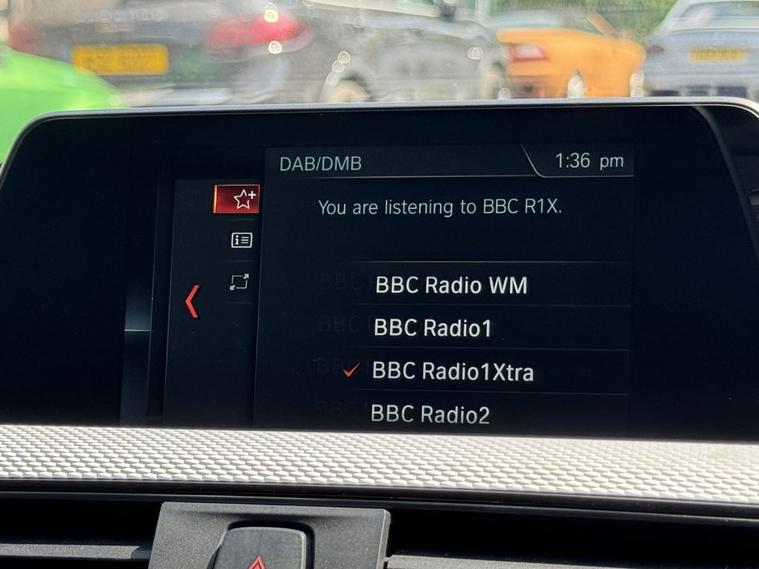 DAB/DMB
1:36 pm
You are listening to BBC R1X.
BBC Radio WM
BBC Radio1
BBC Radio1Xtra
BBC Radio2